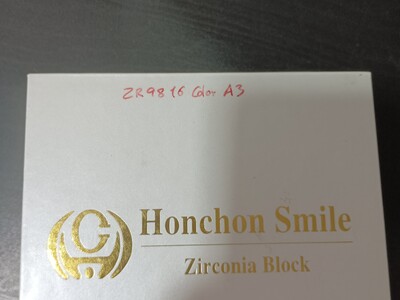 ZR98 16 Color A3
Honchon Smile
Zirconia Block